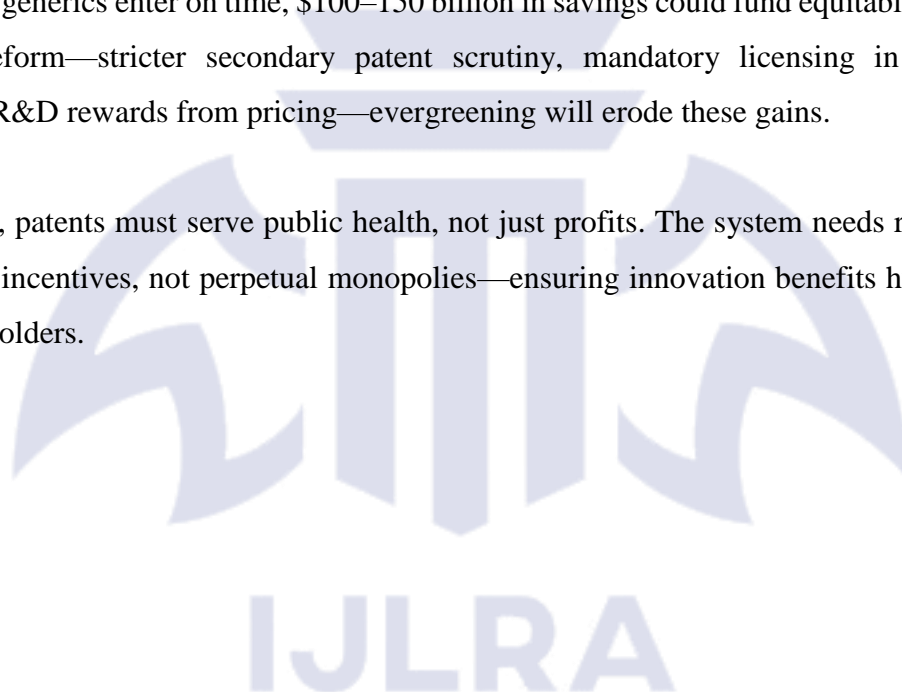 generics enter on time, $100–150 billion in savings could fund equitabl
eform—stricter secondary patent scrutiny, mandatory licensing in
R&D rewards from pricing—evergreening will erode these gains.
, patents must serve public health, not just profits. The system needs
incentives, not perpetual monopolies—ensuring innovation benefits h
olders.
IJLRA